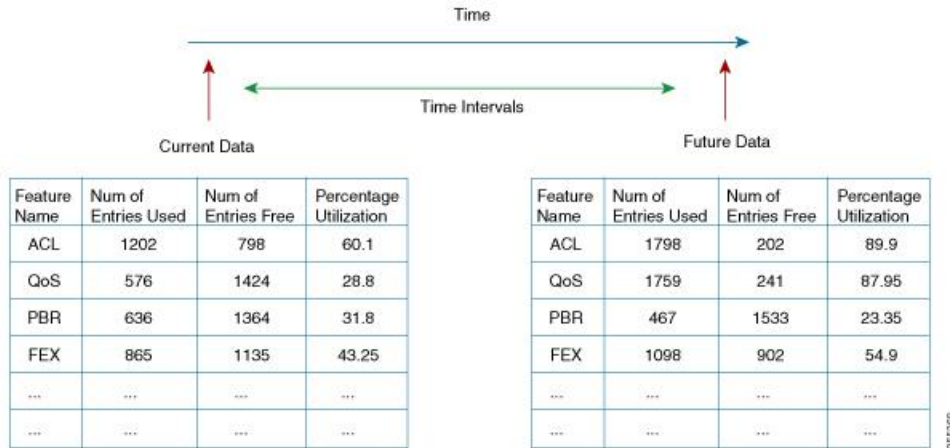 Time
Time Intervals
Current Data
Future Data
Feature Name Num of Entries Used Num of Entries Free Percentage Utilization
ACL 1202 798 60.1
QoS 576 1424 28.8
PBR 636 1364 31.8
FEX 865 1135 43.25
... ... ... ...
... ... ... ...
Feature Name Num of Entries Used Num of Entries Free Percentage Utilization
ACL 1798 202 89.9
QoS 1759 241 87.95
PBR 467 1533 23.35
FEX 1098 902 54.9
... ... ... ...
... ... ... ...